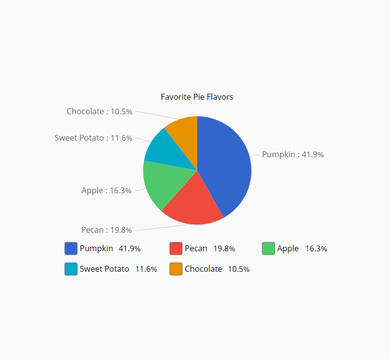 Favorite Pie Flavors
Chocolate : 10.5%
Sweet Potato : 11.6%
Pumpkin : 41.9%
Apple : 16.3%
Pecan : 19.8%
Pumpkin 41.9% Pecan 19.8% Apple 16.3%
Sweet Potato 11.6% Chocolate 10.5%